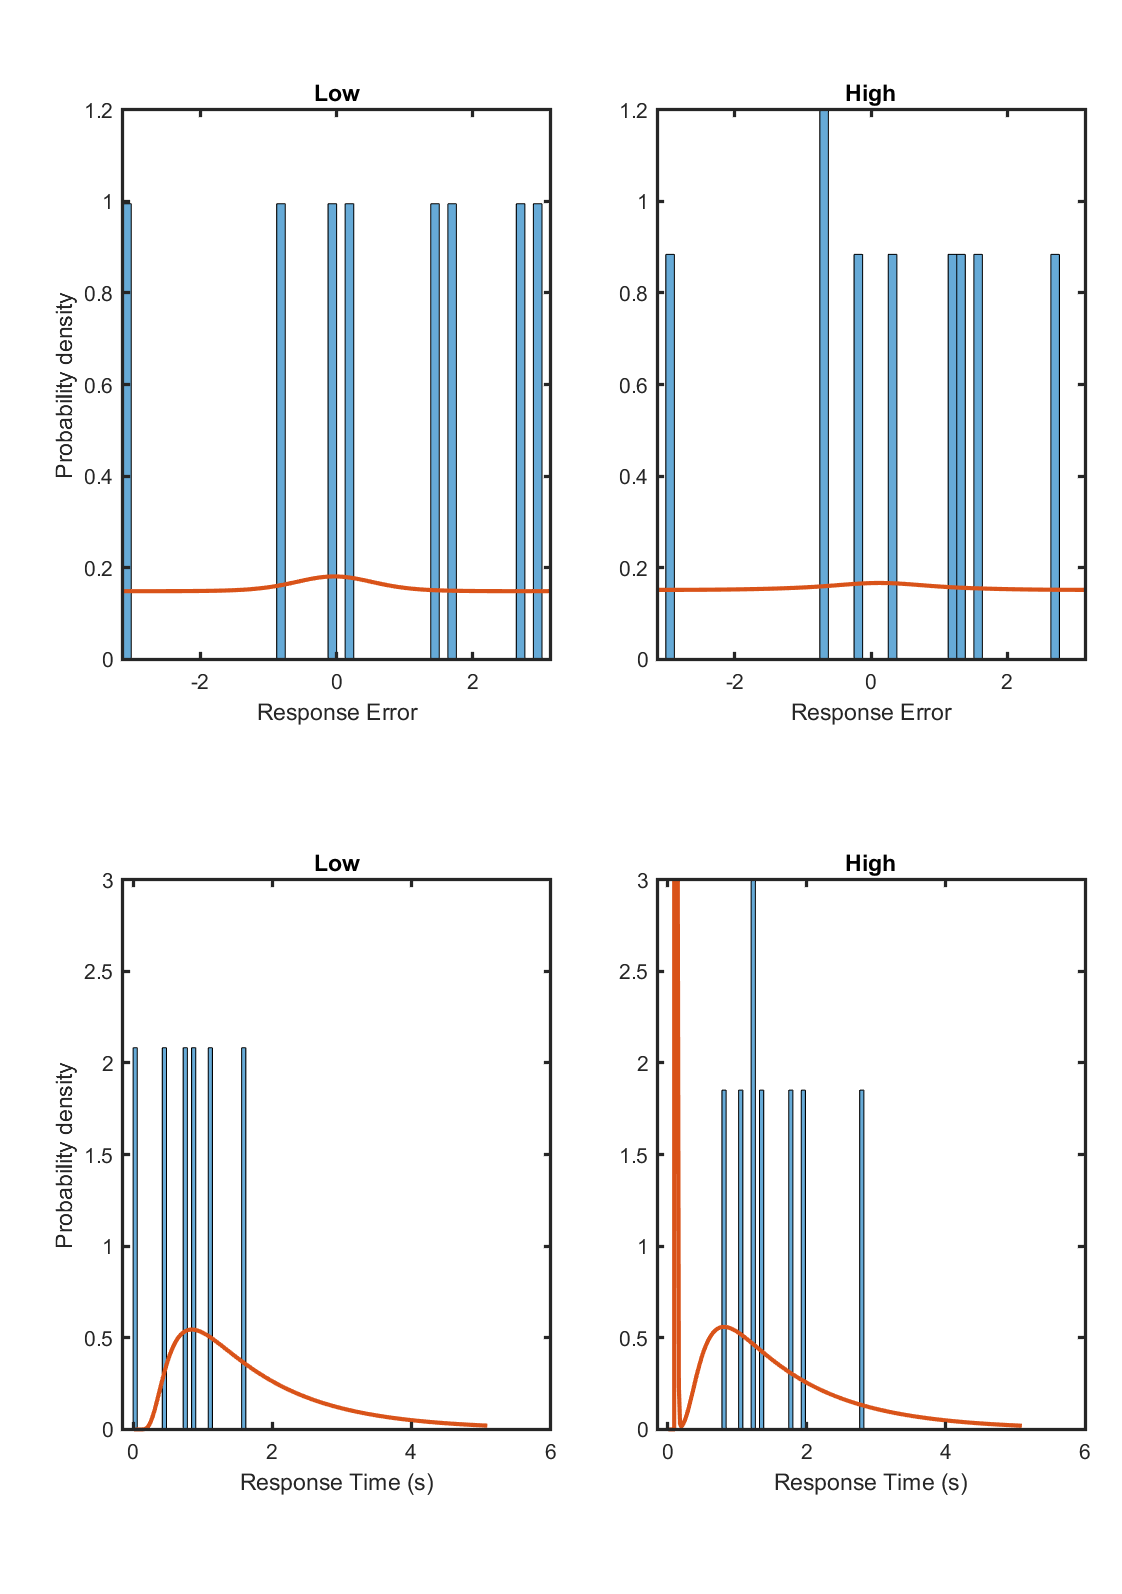 Low High
1.2 1.2
1 1
0.8 0.8
0.6 0.6
0.4 0.4
0.2 0.2
0 0
Probability density
-2 0 2 -2 0 2
Response Error Response Error
Low High
3 3
2.5 2.5
2 2
1.5 1.5
1 1
0.5 0.5
0 0
Probability density
0 2 4 6 0 2 4 6
Response Time (s) Response Time (s)